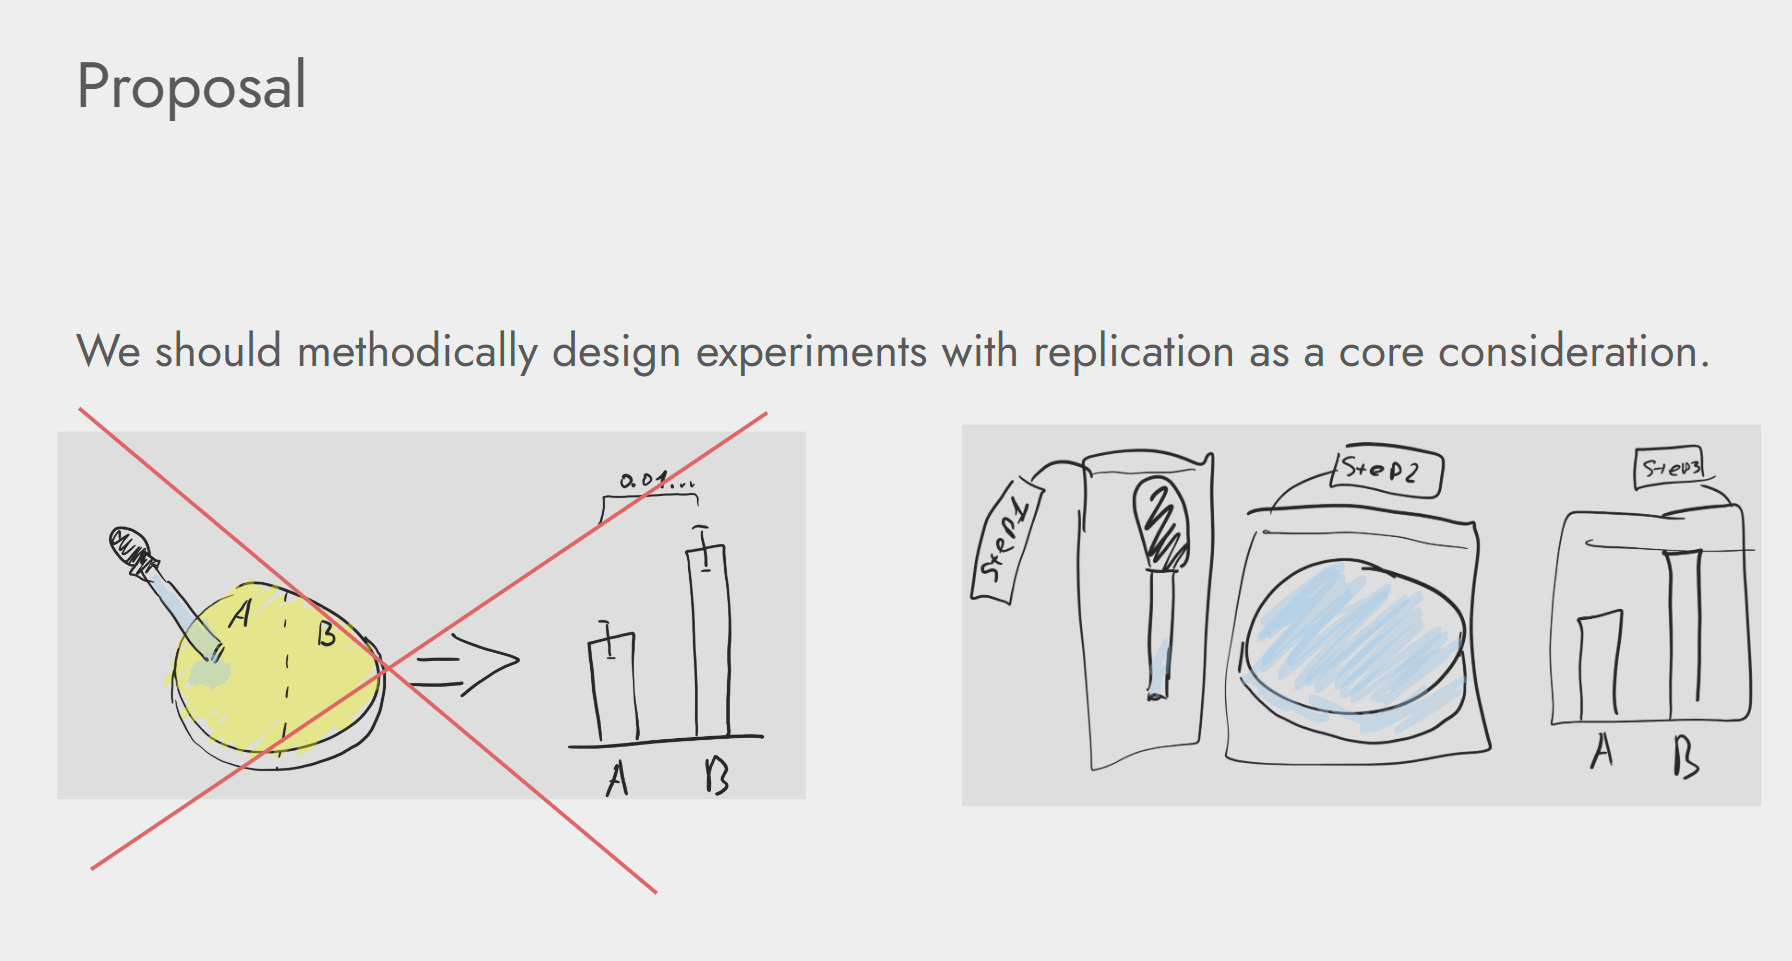 Proposal
We should methodically design experiments with replication as a core consideration.
A
B
0.01...
A
B
Step1
Step2
Step3
A
B